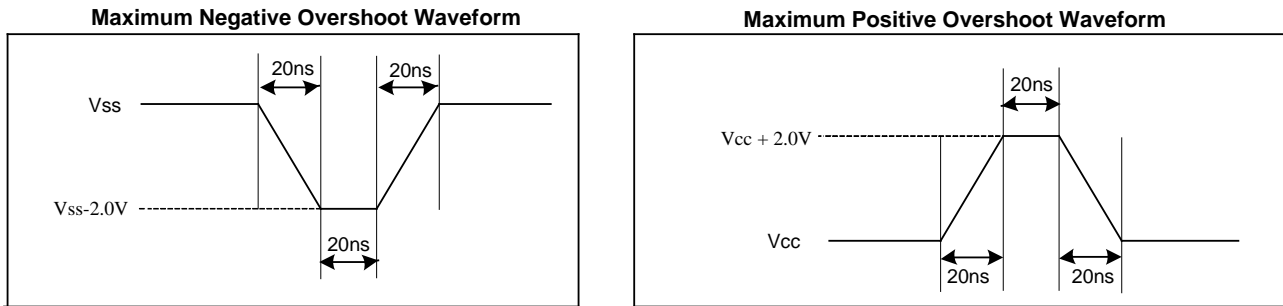 Maximum Negative Overshoot Waveform
20ns
20ns
Vss
Vss-2.0V
20ns
Maximum Positive Overshoot Waveform
20ns
Vcc + 2.0V
Vcc
20ns
20ns